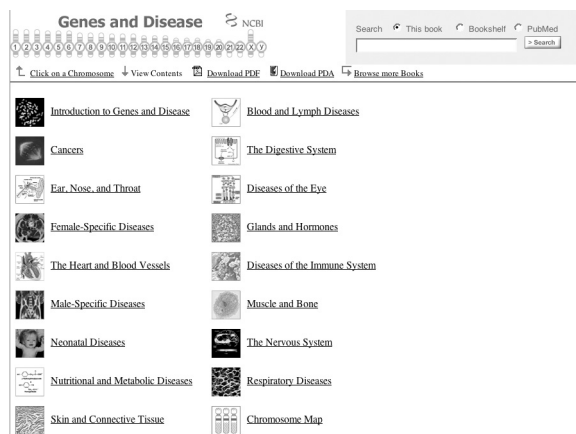 Genes and Disease
NCBI
Search This book Bookshelf PubMed
> Search
1 2 3 4 5 6 7 8 9 10 11 12 13 14 15 16 17 18 19 20 21 22 X Y
Click on a Chromosome View Contents Download PDF Download PDA Browse more Books
Introduction to Genes and Disease
Blood and Lymph Diseases
Cancers
The Digestive System
Ear, Nose, and Throat
Diseases of the Eye
Female-Specific Diseases
Glands and Hormones
The Heart and Blood Vessels
Diseases of the Immune System
Male-Specific Diseases
Muscle and Bone
Neonatal Diseases
The Nervous System
Nutritional and Metabolic Diseases
Respiratory Diseases
Skin and Connective Tissue
Chromosome Map